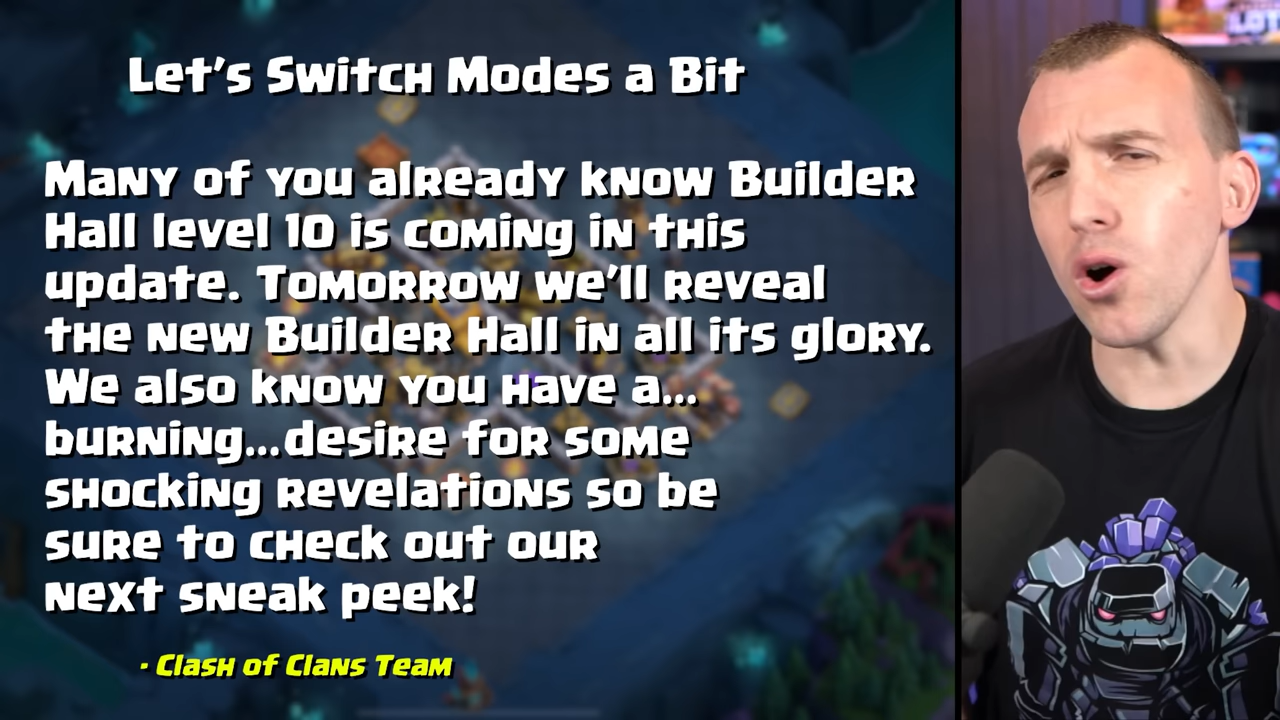 Let's Switch Modes a Bit
Many of you already know Builder
Hall level 10 is coming in this
update. Tomorrow we'll reveal
the new Builder Hall in all its glory.
We also know you have a...
burning...desire for some
shocking revelations so be
sure to check out our
next sneak peek!
- Clash of Clans Team